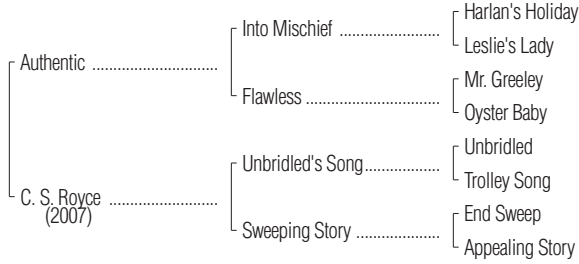 Harlan's Holiday
Into Mischief ........................
Leslie's Lady
Authentic ..............................
Mr. Greeley
Flawless ................................
Oyster Baby
Unbridled
Unbridled's Song..................
Trolley Song
C. S. Royce ..........................
(2007)
End Sweep
Sweeping Story ....................
Appealing Story